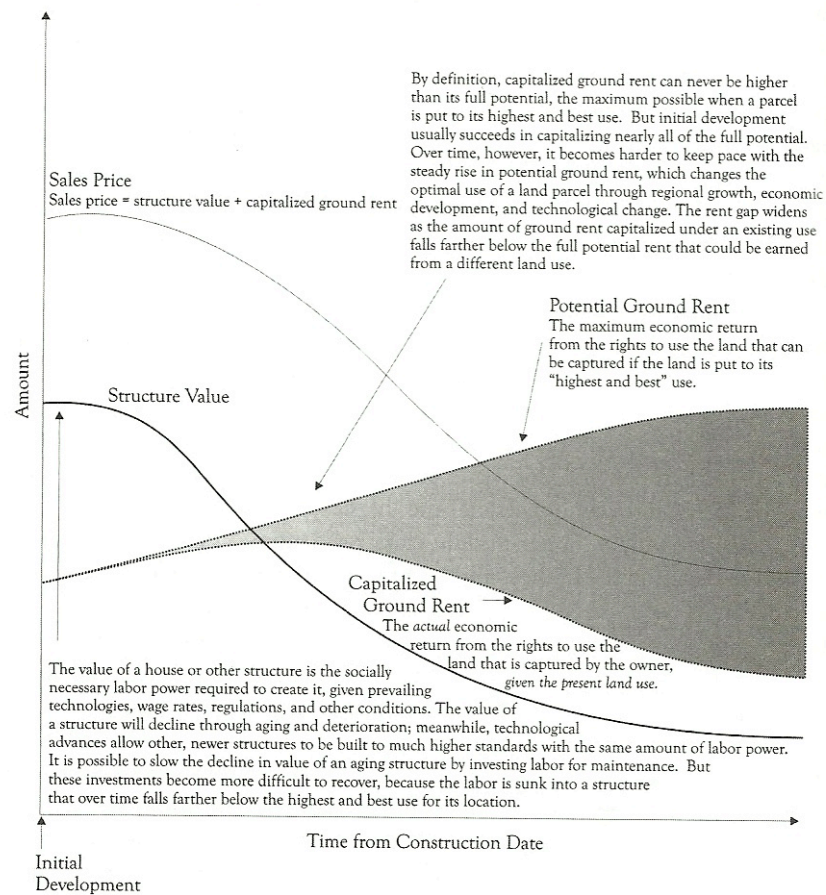 By definition, capitalized ground rent can never be higher
than its full potential, the maximum possible when a parcel
is put to its highest and best use. But initial development
usually succeeds in capitalizing nearly all of the full potential.
Over time, however, it becomes harder to keep pace with the
steady rise in potential ground rent, which changes the
optimal use of a land parcel through regional growth, economic
development, and technological change. The rent gap widens
as the amount of ground rent capitalized under an existing use
falls farther below the full potential rent that could be earned
from a different land use.
Sales Price
Sales price = structure value + capitalized ground rent
Potential Ground Rent
The maximum economic return
from the rights to use the land that can
be captured if the land is put to its
"highest and best" use.
Amount
Structure Value
Capitalized
Ground Rent
The actual economic
return from the rights to use the
land that is captured by the owner,
given the present land use.
The value of a house or other structure is the socially
necessary labor power required to create it, given prevailing
technologies, wage rates, regulations, and other conditions. The value of
a structure will decline through aging and deterioration; meanwhile, technological
advances allow other, newer structures to be built to much higher standards with the same amount of labor power.
It is possible to slow the decline in value of an aging structure by investing labor for maintenance. But
these investments become more difficult to recover, because the labor is sunk into a structure
that over time falls farther below the highest and best use for its location.
Time from Construction Date
Initial
Development